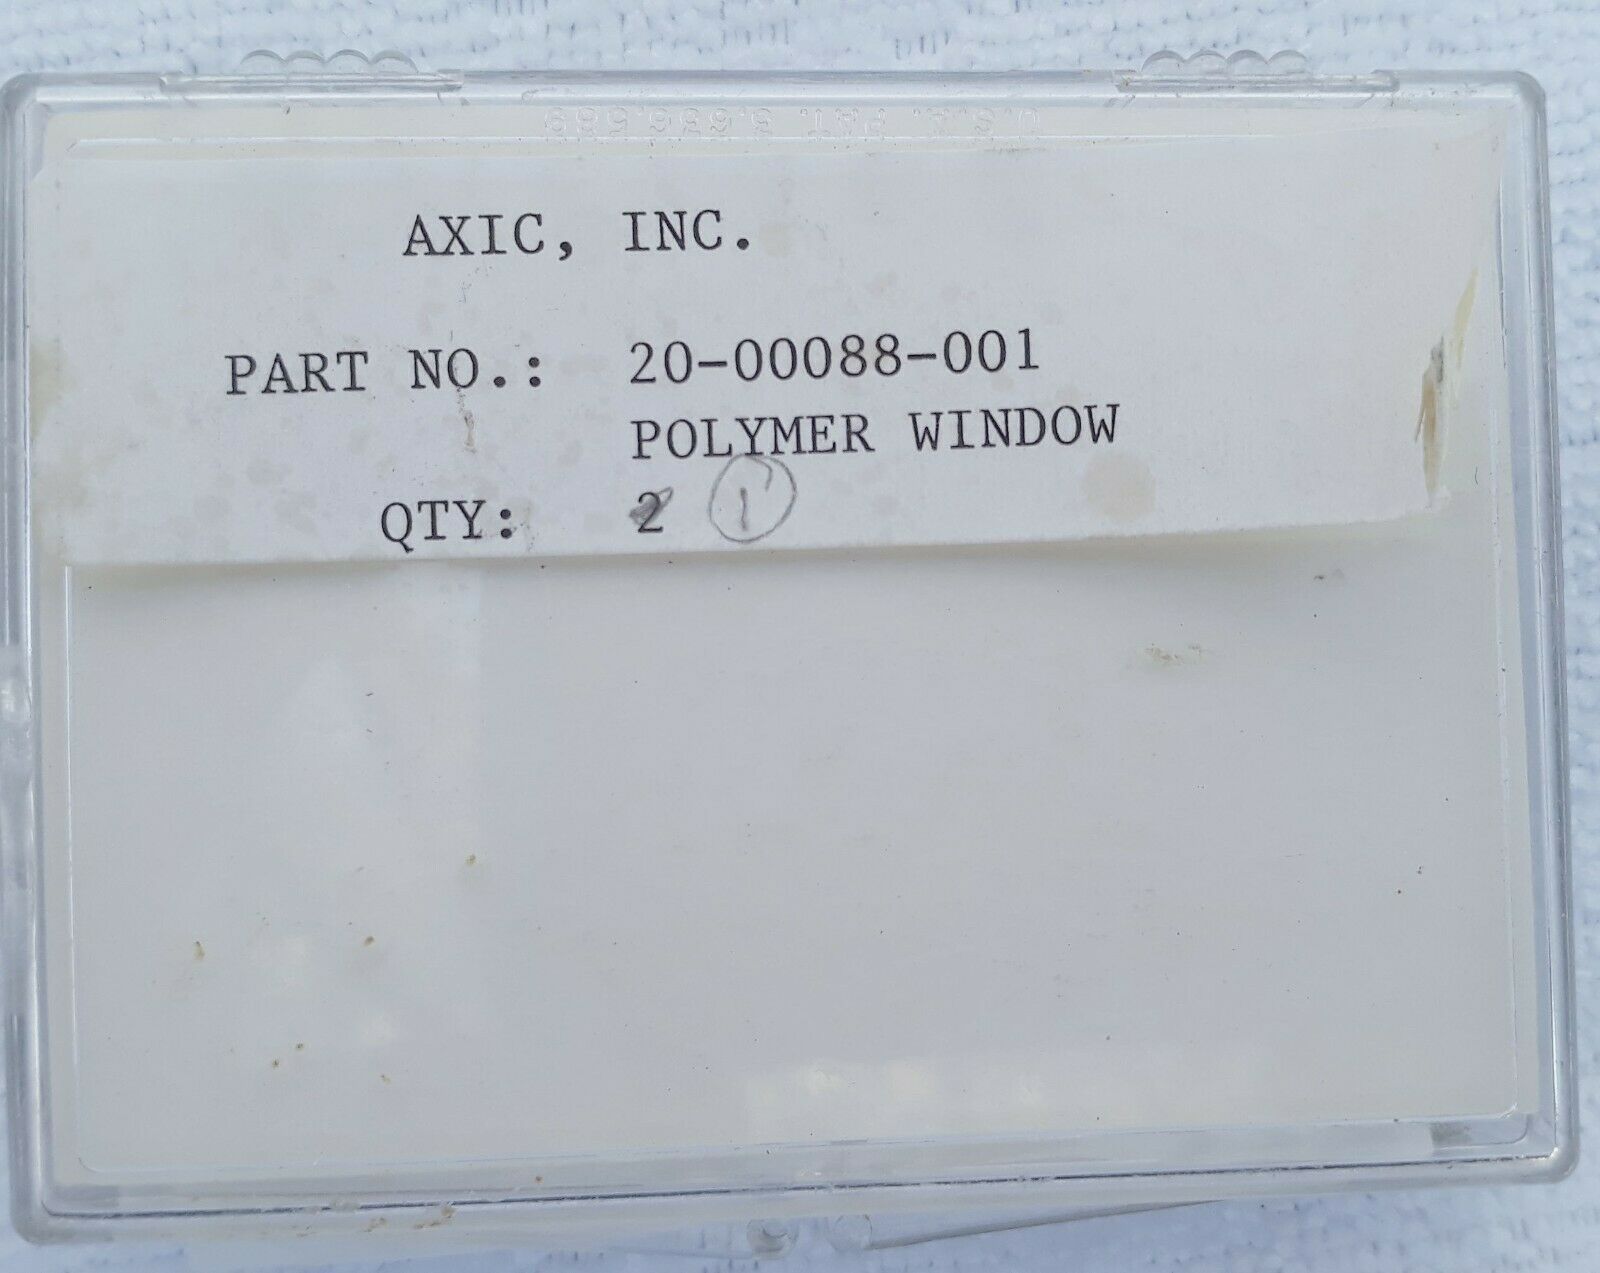 AXIC, INC.
PART NO.: 20-00088-001
POLYMER WINDOW
QTY: 2 1